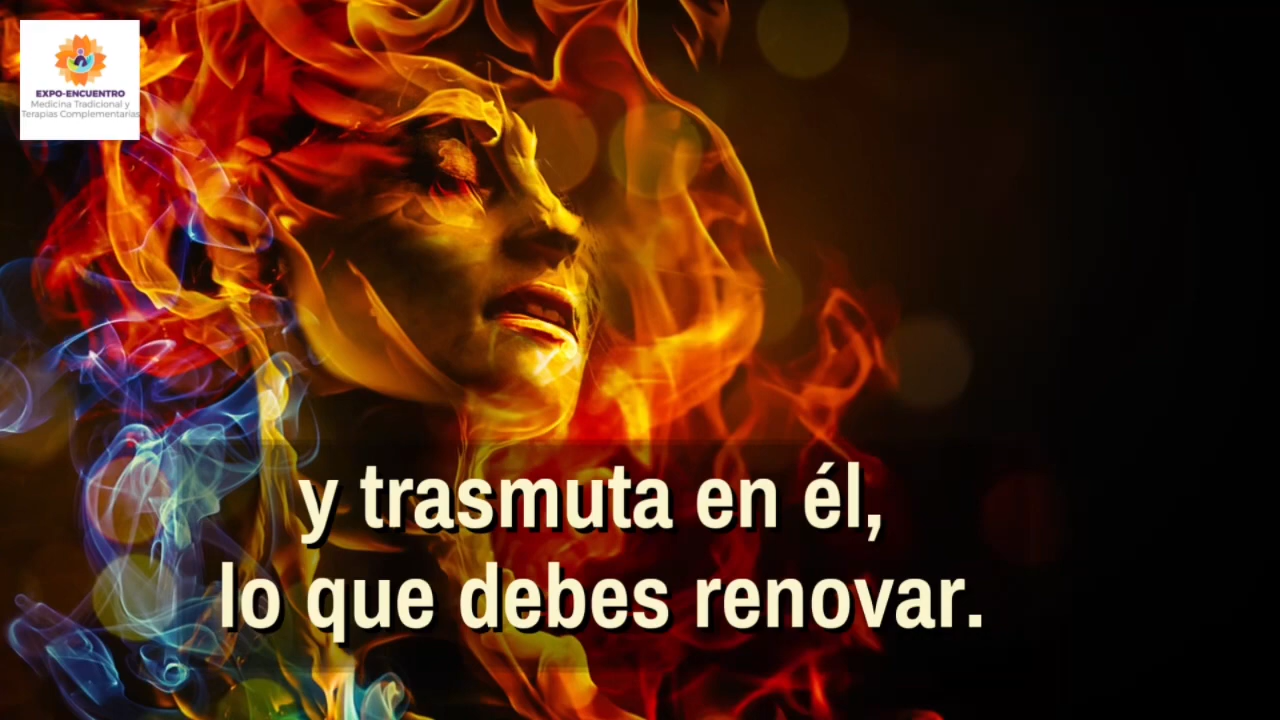 EXPO-ENCUENTRO
Medicina Tradicional y
Terapias Complementarias
y trasmuta en él,
lo que debes renovar.